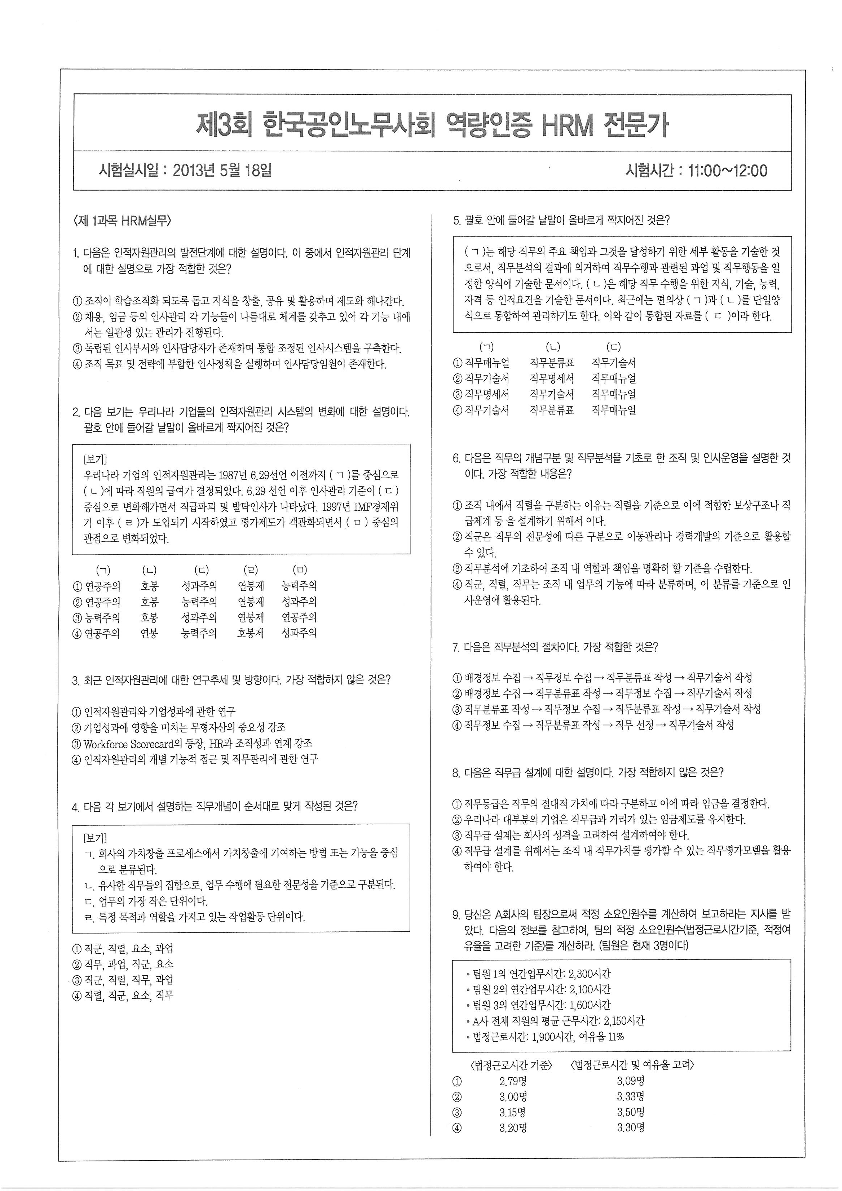 제3회 한국공인노무사회 역량인증 HRM 전문가
시험실시일 : 2013년 5월 18일
시험시간 : 11:00~12:00
〈제 1과목 HRM실무〉
1. 다음은 인적자원관리의 발전단계에 대한 설명이다. 이 중에서 인적자원관리 단계
에 대한 설명으로 가장 적합한 것은?
① 조직이 학습조직화 되도록 돕고 지식을 창출, 공유 및 활용하며 제도화 해나간다.
② 채용, 임금 등의 인사관리 각 기능들이 나름대로 체계를 갖추고 있어 각 기능 내에
서는 일관성 있는 관리가 진행된다.
③ 독립된 인사부서와 인사담당자가 존재하며 통합 조정된 인사시스템을 구축한다.
④ 조직 목표 및 전략에 부합한 인사정책을 실행하며 인사담당임원이 존재한다.
2. 다음 보기는 우리나라 기업들의 인적자원관리 시스템의 변화에 대한 설명이다.
괄호 안에 들어갈 낱말이 올바르게 짝지어진 것은?
[보기]
우리나라 기업의 인적자원관리는 1987년 6.29선언 이전까지 ( ㄱ )를 중심으로
( ㄴ )에 따라 직원의 급여가 결정되었다. 6.29 선언 이후 인사관리 기준이 ( ㄷ )
중심으로 변화해가면서 직급파괴 및 발탁인사가 나타났다. 1997년 IMF경제위
기 이후 ( ㄹ )가 도입되기 시작하였고 평가제도가 객관화되면서 ( ㅁ ) 중심의
관점으로 변화되었다.
(ㄱ) (ㄴ) (ㄷ) (ㄹ) (ㅁ)
① 연공주의 호봉 성과주의 연봉제 능력주의
② 연공주의 호봉 능력주의 연봉제 성과주의
③ 능력주의 호봉 성과주의 연봉제 연공주의
④ 연공주의 연봉 능력주의 호봉제 성과주의
3. 최근 인적자원관리에 대한 연구추세 및 방향이다. 가장 적합하지 않은 것은?
① 인적자원관리와 기업성과에 관한 연구
② 기업성과에 영향을 미치는 무형자산의 중요성 강조
③ Workforce Scorecard의 등장, HR과 조직성과 연계 강조
④ 인적자원관리의 개별 기능적 접근 및 직무관리에 관한 연구
4. 다음 각 보기에서 설명하는 직무개념이 순서대로 맞게 작성된 것은?
[보기]
ㄱ. 회사의 가치창출 프로세스에서 가치창출에 기여하는 방법 또는 기능을 중심
으로 분류된다.
ㄴ. 유사한 직무들의 집합으로, 업무 수행에 필요한 전문성을 기준으로 구분된다.
ㄷ. 업무의 가장 작은 단위이다.
ㄹ. 특정 목적과 역할을 가지고 있는 작업활동 단위이다.
① 직군, 직렬, 요소, 과업
② 직무, 과업, 직군, 요소
③ 직군, 직렬, 직무, 과업
④ 직렬, 직군, 요소, 직무
5. 괄호 안에 들어갈 낱말이 올바르게 짝지어진 것은?
( ㄱ )는 해당 직무의 주요 책임과 그것을 달성하기 위한 세부 활동을 기술한 것
으로서, 직무분석의 결과에 의거하여 직무수행과 관련된 과업 및 직무행동을 일
정한 양식에 기술한 문서이다. ( ㄴ )은 해당 직무 수행을 위한 지식, 기술, 능력,
자격 등 인적요건을 기술한 문서이다. 최근에는 편의상 ( ㄱ )과 ( ㄴ )를 단일양
식으로 통합하여 관리하기도 한다. 이와 같이 통합된 자료를 ( ㄷ )이라 한다.
(ㄱ) (ㄴ) (ㄷ)
① 직무매뉴얼 직무분류표 직무기술서
② 직무기술서 직무명세서 직무매뉴얼
③ 직무명세서 직무기술서 직무매뉴얼
④ 직무기술서 직무분류표 직무매뉴얼
6. 다음은 직무의 개념구분 및 직무분석을 기초로 한 조직 및 인사운영을 설명한 것
이다. 가장 적합한 내용은?
① 조직 내에서 직렬을 구분하는 이유는 직렬을 기준으로 이에 적합한 보상구조나 직
급체계 등 을 설계하기 위해서 이다.
② 직군은 직무의 전문성에 따른 구분으로 이동관리나 경력개발의 기준으로 활용할
수 있다.
③ 직무분석에 기초하여 조직 내 역할과 책임을 명확히 할 기준을 수렴한다.
④ 직군, 직렬, 직무는 조직 내 업무의 기능에 따라 분류하며, 이 분류를 기준으로 인
사운영에 활용된다.
7. 다음은 직무분석의 절차이다. 가장 적합한 것은?
① 배경정보 수집 → 직무정보 수집 → 직무분류표 작성 → 직무기술서 작성
② 배경정보 수집 → 직무분류표 작성 → 직무정보 수집 → 직무기술서 작성
③ 직무분류표 작성 → 직무정보 수집 → 직무분류표 작성 → 직무기술서 작성
④ 직무정보 수집 → 직무분류표 작성 → 직무 선정 → 직무기술서 작성
8. 다음은 직무급 설계에 대한 설명이다. 가장 적합하지 않은 것은?
① 직무등급은 직무의 절대적 가치에 따라 구분하고 이에 따라 임금을 결정한다.
② 우리나라 대부분의 기업은 직무급과 거리가 있는 임금제도를 유지한다.
③ 직무급 설계는 회사의 성격을 고려하여 설계하여야 한다.
④ 직무급 설계를 위해서는 조직 내 직무가치를 평가할 수 있는 직무평가모델을 활용
하여야 한다.
9. 당신은 A회사의 팀장으로써 적정 소요인원수를 계산하여 보고하라는 지시를 받
았다. 다음의 정보를 참고하여, 팀의 적정 소요인원수(법정근로시간기준, 적정여
유율을 고려한 기준)를 계산하라. (팀원은 현재 3명이다)
• 팀원 1의 연간업무시간: 2,300시간
• 팀원 2의 연간업무시간: 2,100시간
• 팀원 3의 연간업무시간: 1,600시간
• A사 전체 직원의 평균 근무시간: 2,150시간
• 법정근로시간: 1,900시간, 여유율 11%
〈법정근로시간 기준〉 〈법정근로시간 및 여유율 고려〉
① 2.79명 3.09명
② 3.00명 3.33명
③ 3.15명 3.50명
④ 3.20명 3.30명